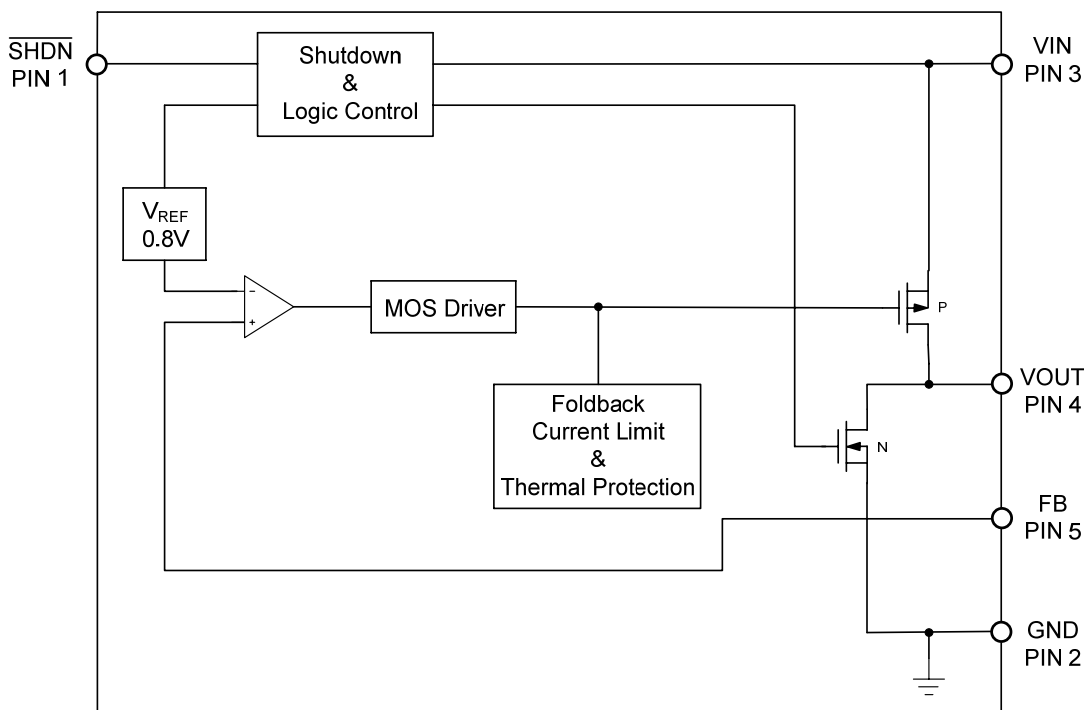 SHDN
PIN 1
Shutdown
&
Logic Control
VIN
PIN 3
VREF
0.8V
-
+
MOS Driver
P
VOUT
PIN 4
Foldback
Current Limit
&
Thermal Protection
N
FB
PIN 5
GND
PIN 2